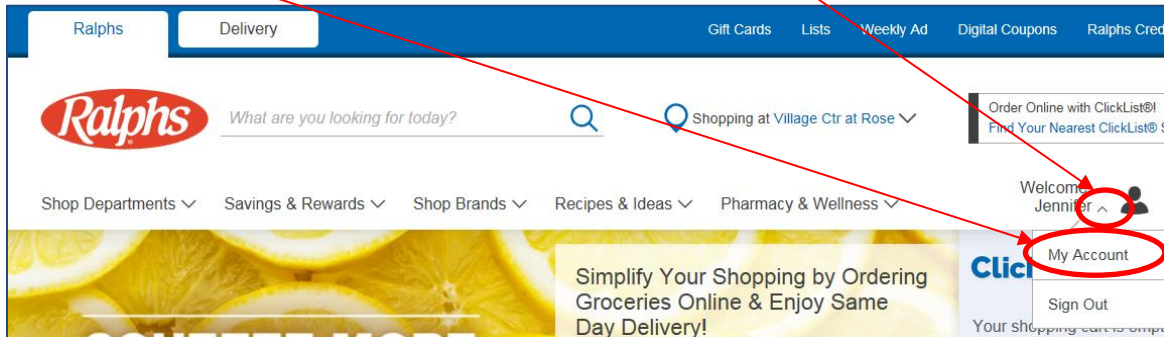 Ralphs Delivery Gift Cards Lists Weekly Ad Digital Coupons Ralphs
Ralphs What are you looking for today? Shopping at Village Ctr at Rose
Order Online with ClickList®!
Find Your Nearest ClickList®
Shop Departments Savings & Rewards Shop Brands Recipes & Ideas Pharmacy & Wellness
Welcome
Jennifer
My Account
Sign Out
Simplify Your Shopping by Ordering
Groceries Online & Enjoy Same
Day Delivery!
Your shopping cart is